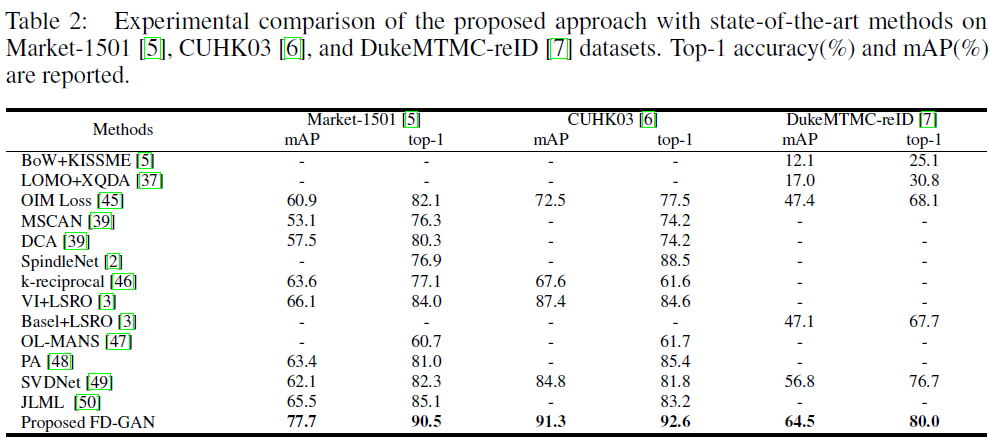 Table 2: Experimental comparison of the proposed approach with state-of-the-art methods on
Market-1501 [5], CUHK03 [6], and DukeMTMC-reID [7] datasets. Top-1 accuracy(%) and mAP(%)
are reported.
Methods Market-1501 [5] CUHK03 [6] DukeMTMC-reID [7]
mAP top-1 mAP top-1 mAP top-1
BoW+KISSME [5] - - - - 12.1 25.1
LOMO+XQDA [37] - - - - 17.0 30.8
OIM Loss [45] 60.9 82.1 72.5 77.5 47.4 68.1
MSCAN [39] 53.1 76.3 - 74.2 - -
DCA [39] 57.5 80.3 - 74.2 - -
SpindleNet [2] - 76.9 - 88.5 - -
k-reciprocal [46] 63.6 77.1 67.6 61.6 - -
VI+LSRO [3] 66.1 84.0 87.4 84.6 - -
Basel+LSRO [3] - - - - 47.1 67.7
OL-MANS [47] - 60.7 - 61.7 - -
PA [48] 63.4 81.0 - 85.4 - -
SVDNet [49] 62.1 82.3 84.8 81.8 56.8 76.7
JLML [50] 65.5 85.1 - 83.2 - -
Proposed FD-GAN 77.7 90.5 91.3 92.6 64.5 80.0